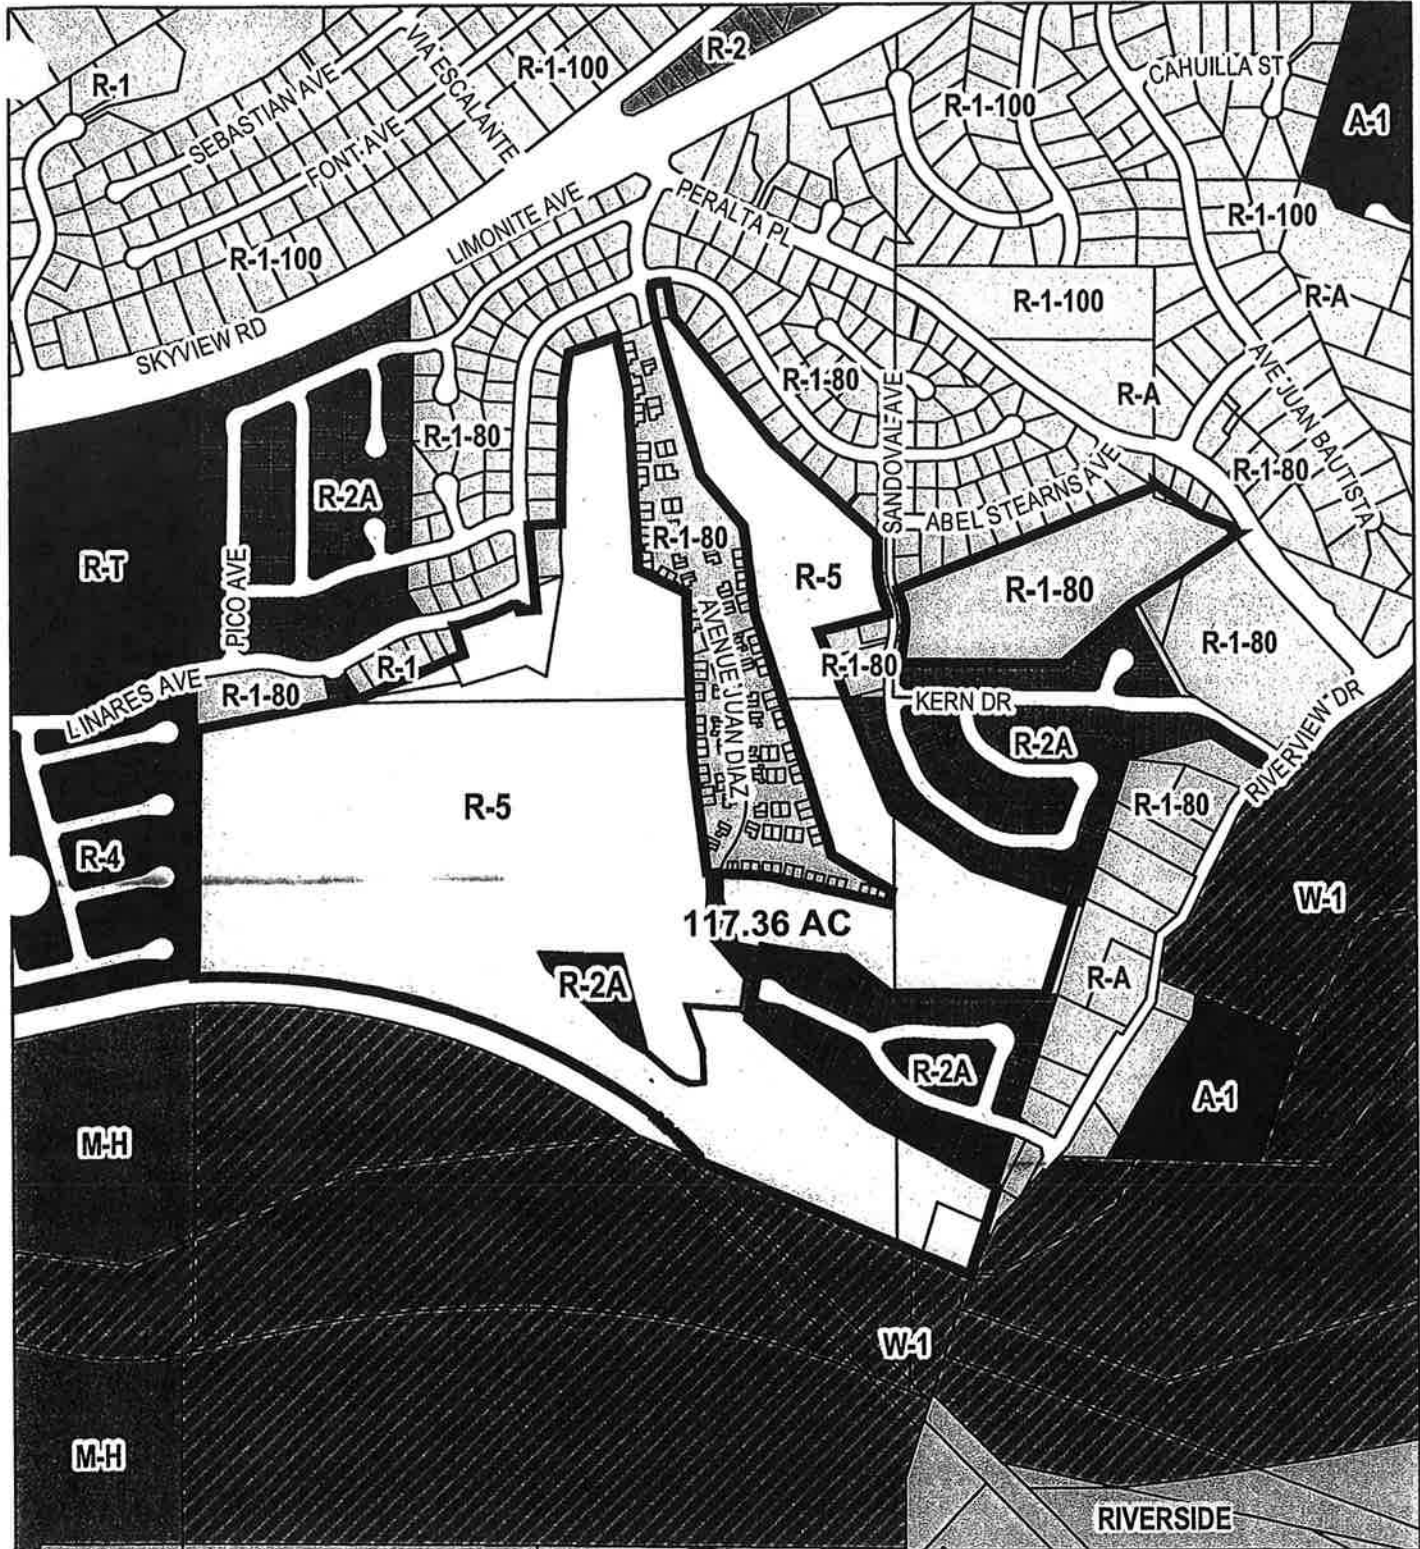 R-2
VIA ESCALANTE
R-1-100
R-1
CAHUILLA ST
SEBASTIAN AVE
R-1-100
A-1
FONT AVE
PERALTA PL
R-1-100
LIMONITE AVE
R-1-100
R-1-100
R-A
SKYVIEW RD
R-1-80
SANDOVAL AVE
R-A
AVE JUAN BAUTISTA
R-1-80
R-1-80
R-2A
ABEL STEARNS AVE
R-1-80
R-T
R-5
R-1-80
PICO AVE
AVENUE JUAN DIAZ
R-1-80
R-1-80
R-1
LINARES AVE
R-1-80
KERN DR
RIVERVIEW DR
R-2A
R-5
R-1-80
R-4
W-1
117.36 AC
R-2A
R-A
R-2A
A-1
M-H
W-1
M-H
RIVERSIDE